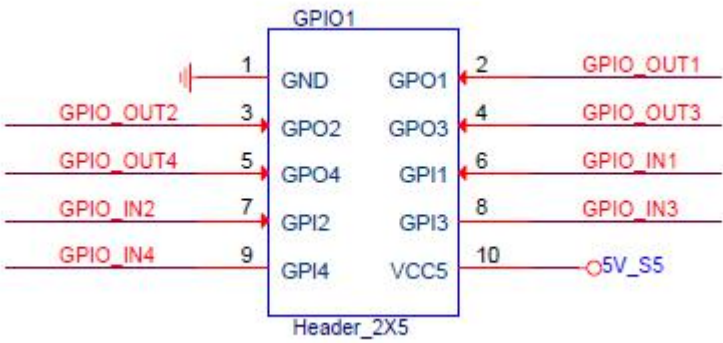 GPIO1
1 GND GPO1 2 GPIO_OUT1
GPIO_OUT2 3 GPO2 GPO3 4 GPIO_OUT3
GPIO_OUT4 5 GPO4 GPI1 6 GPIO_IN1
GPIO_IN2 7 GPI2 GPI3 8 GPIO_IN3
GPIO_IN4 9 GPI4 VCC5 10 5V_S5
Header_2X5